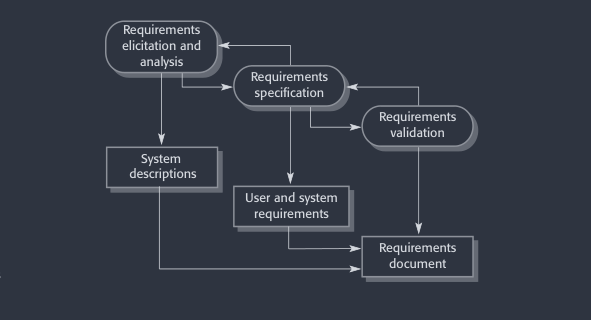 Requirements
elicitation and
analysis
Requirements
specification
Requirements
validation
System
descriptions
User and system
requirements
Requirements
document